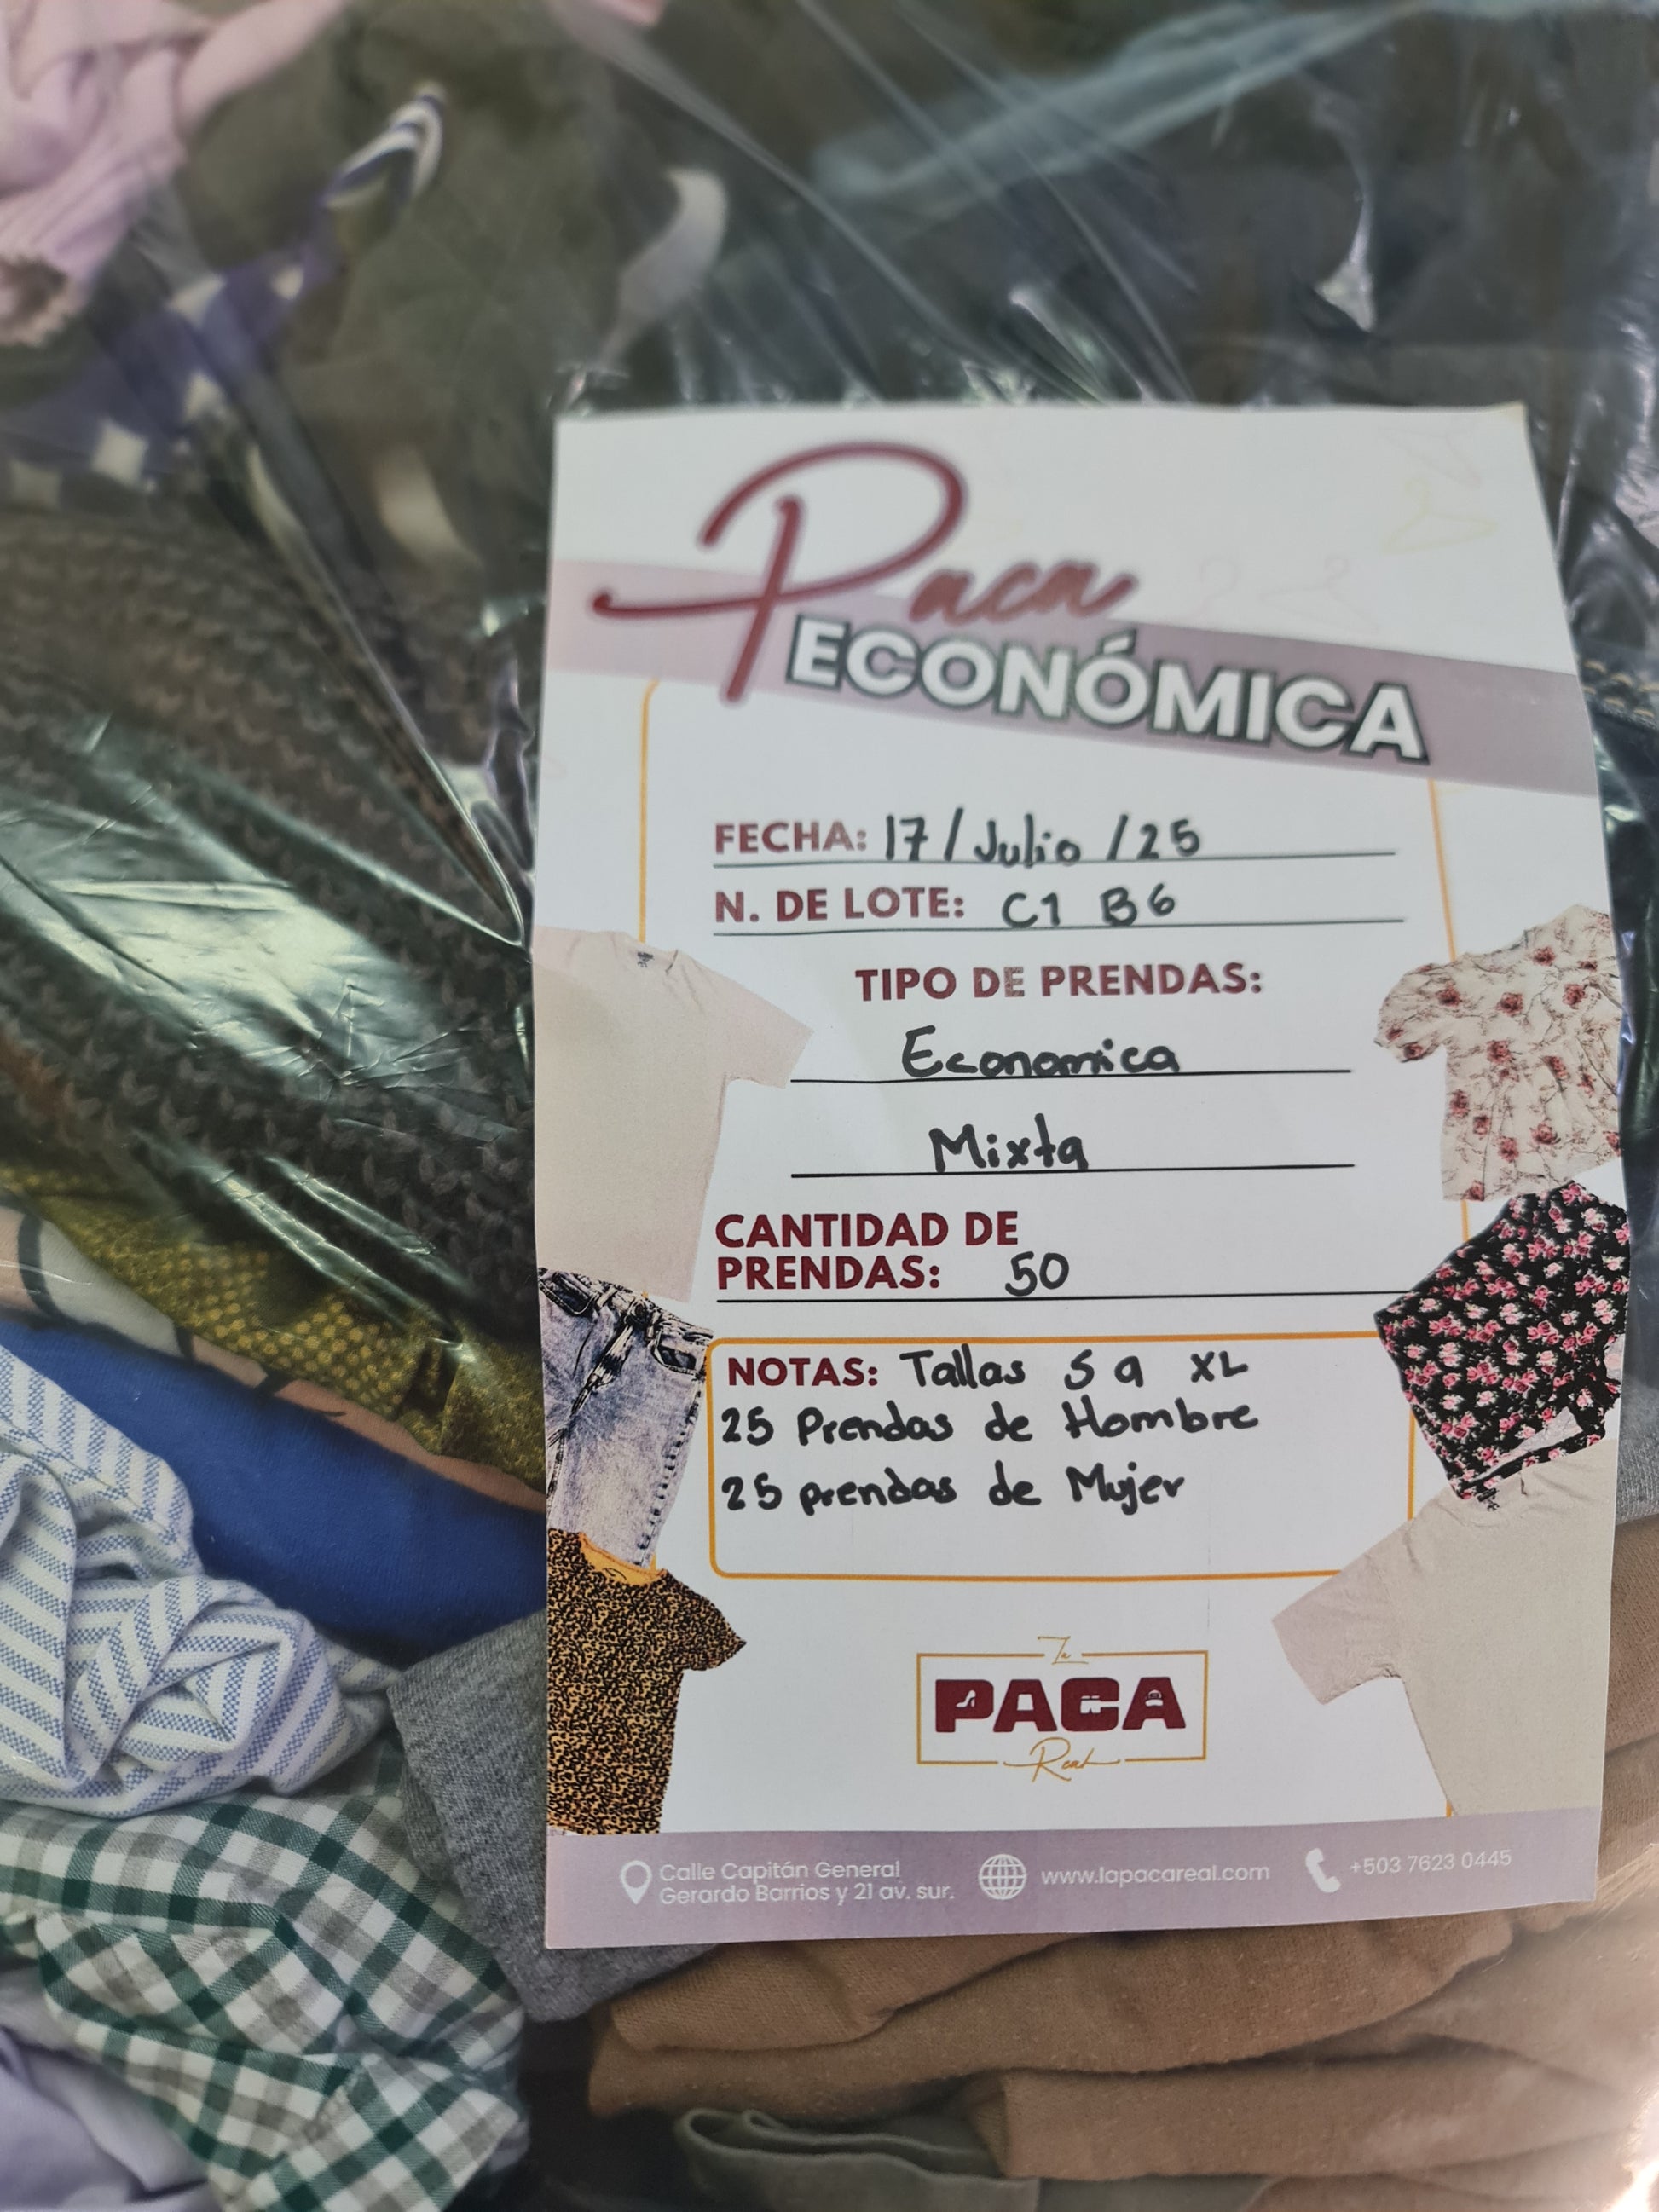 Paca
ECONÓMICA
FECHA: 17/Julio/25
N. DE LOTE: C1 B6
TIPO DE PRENDAS:
Economica
Mixta
CANTIDAD DE
PRENDAS: 50
NOTAS: Tallas S a XL
25 Prendas de Hombre
25 prendas de Mujer
La
PACA
Real
Calle Capitán General
Gerardo Barrios y 21 av. sur.
www.lapacareal.com
+503 7623 0445